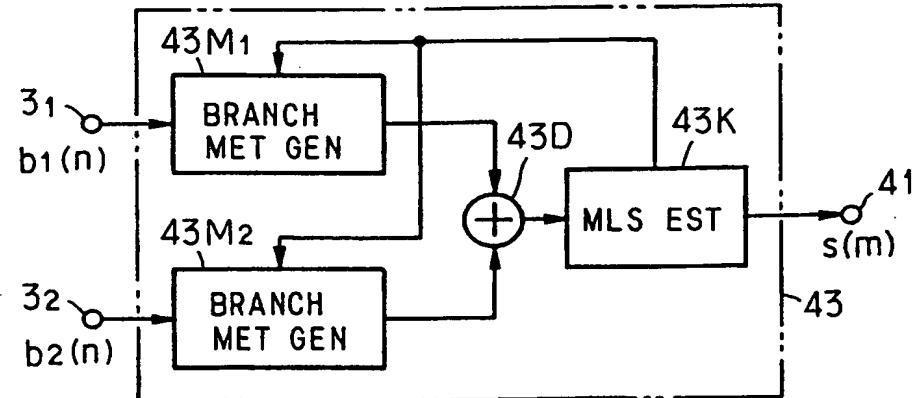 43M1
31
BRANCH
MET GEN
b1(n)
43D
43K
MLS EST
41
s(m)
43M2
32
BRANCH
MET GEN
b2(n)
43